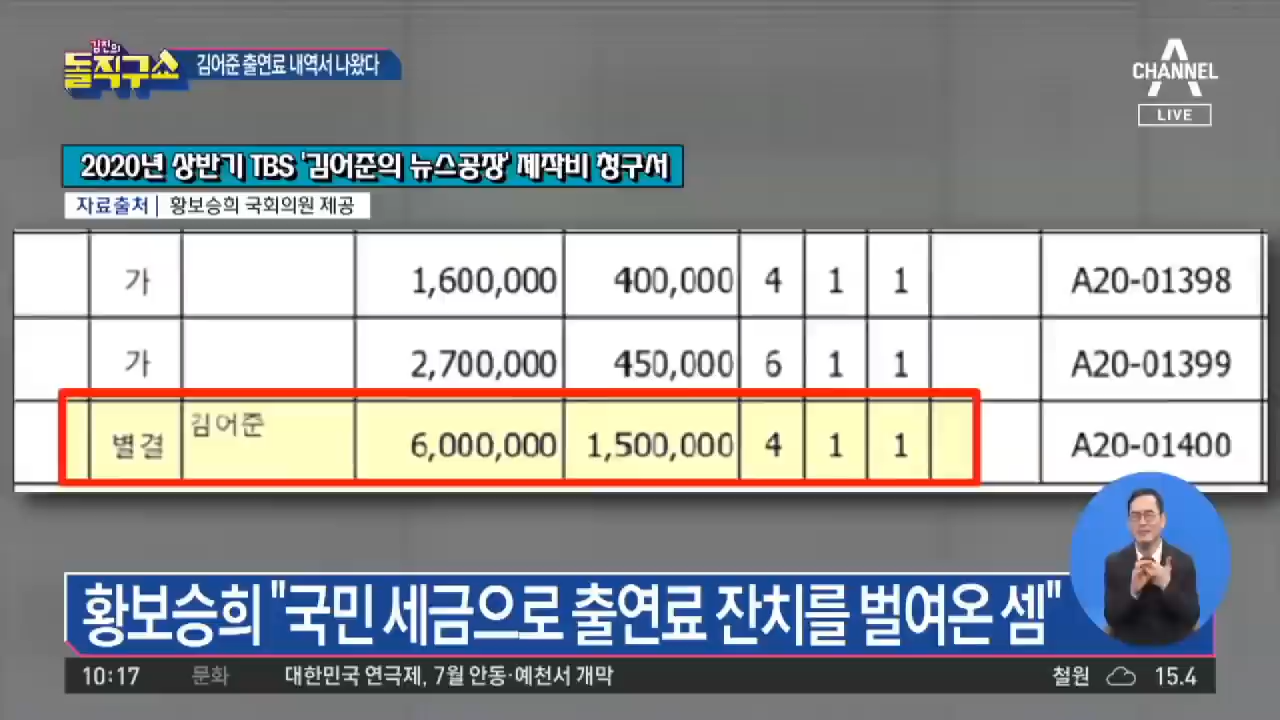 김진의
돌직구쇼
김어준 출연료 내역서 나왔다
CHANNEL
LIVE
2020년 상반기 TBS '김어준의 뉴스공장' 제작비 청구서
자료출처 | 황보승희 국회의원 제공
가 1,600,000 400,000 4 1 1 A20-01398
가 2,700,000 450,000 6 1 1 A20-01399
별결 김어준 6,000,000 1,500,000 4 1 1 A20-01400
황보승희 "국민 세금으로 출연료 잔치를 벌여온 셈"
10:17 문화 대한민국 연극제, 7월 안동·예천서 개막 철원 15.4